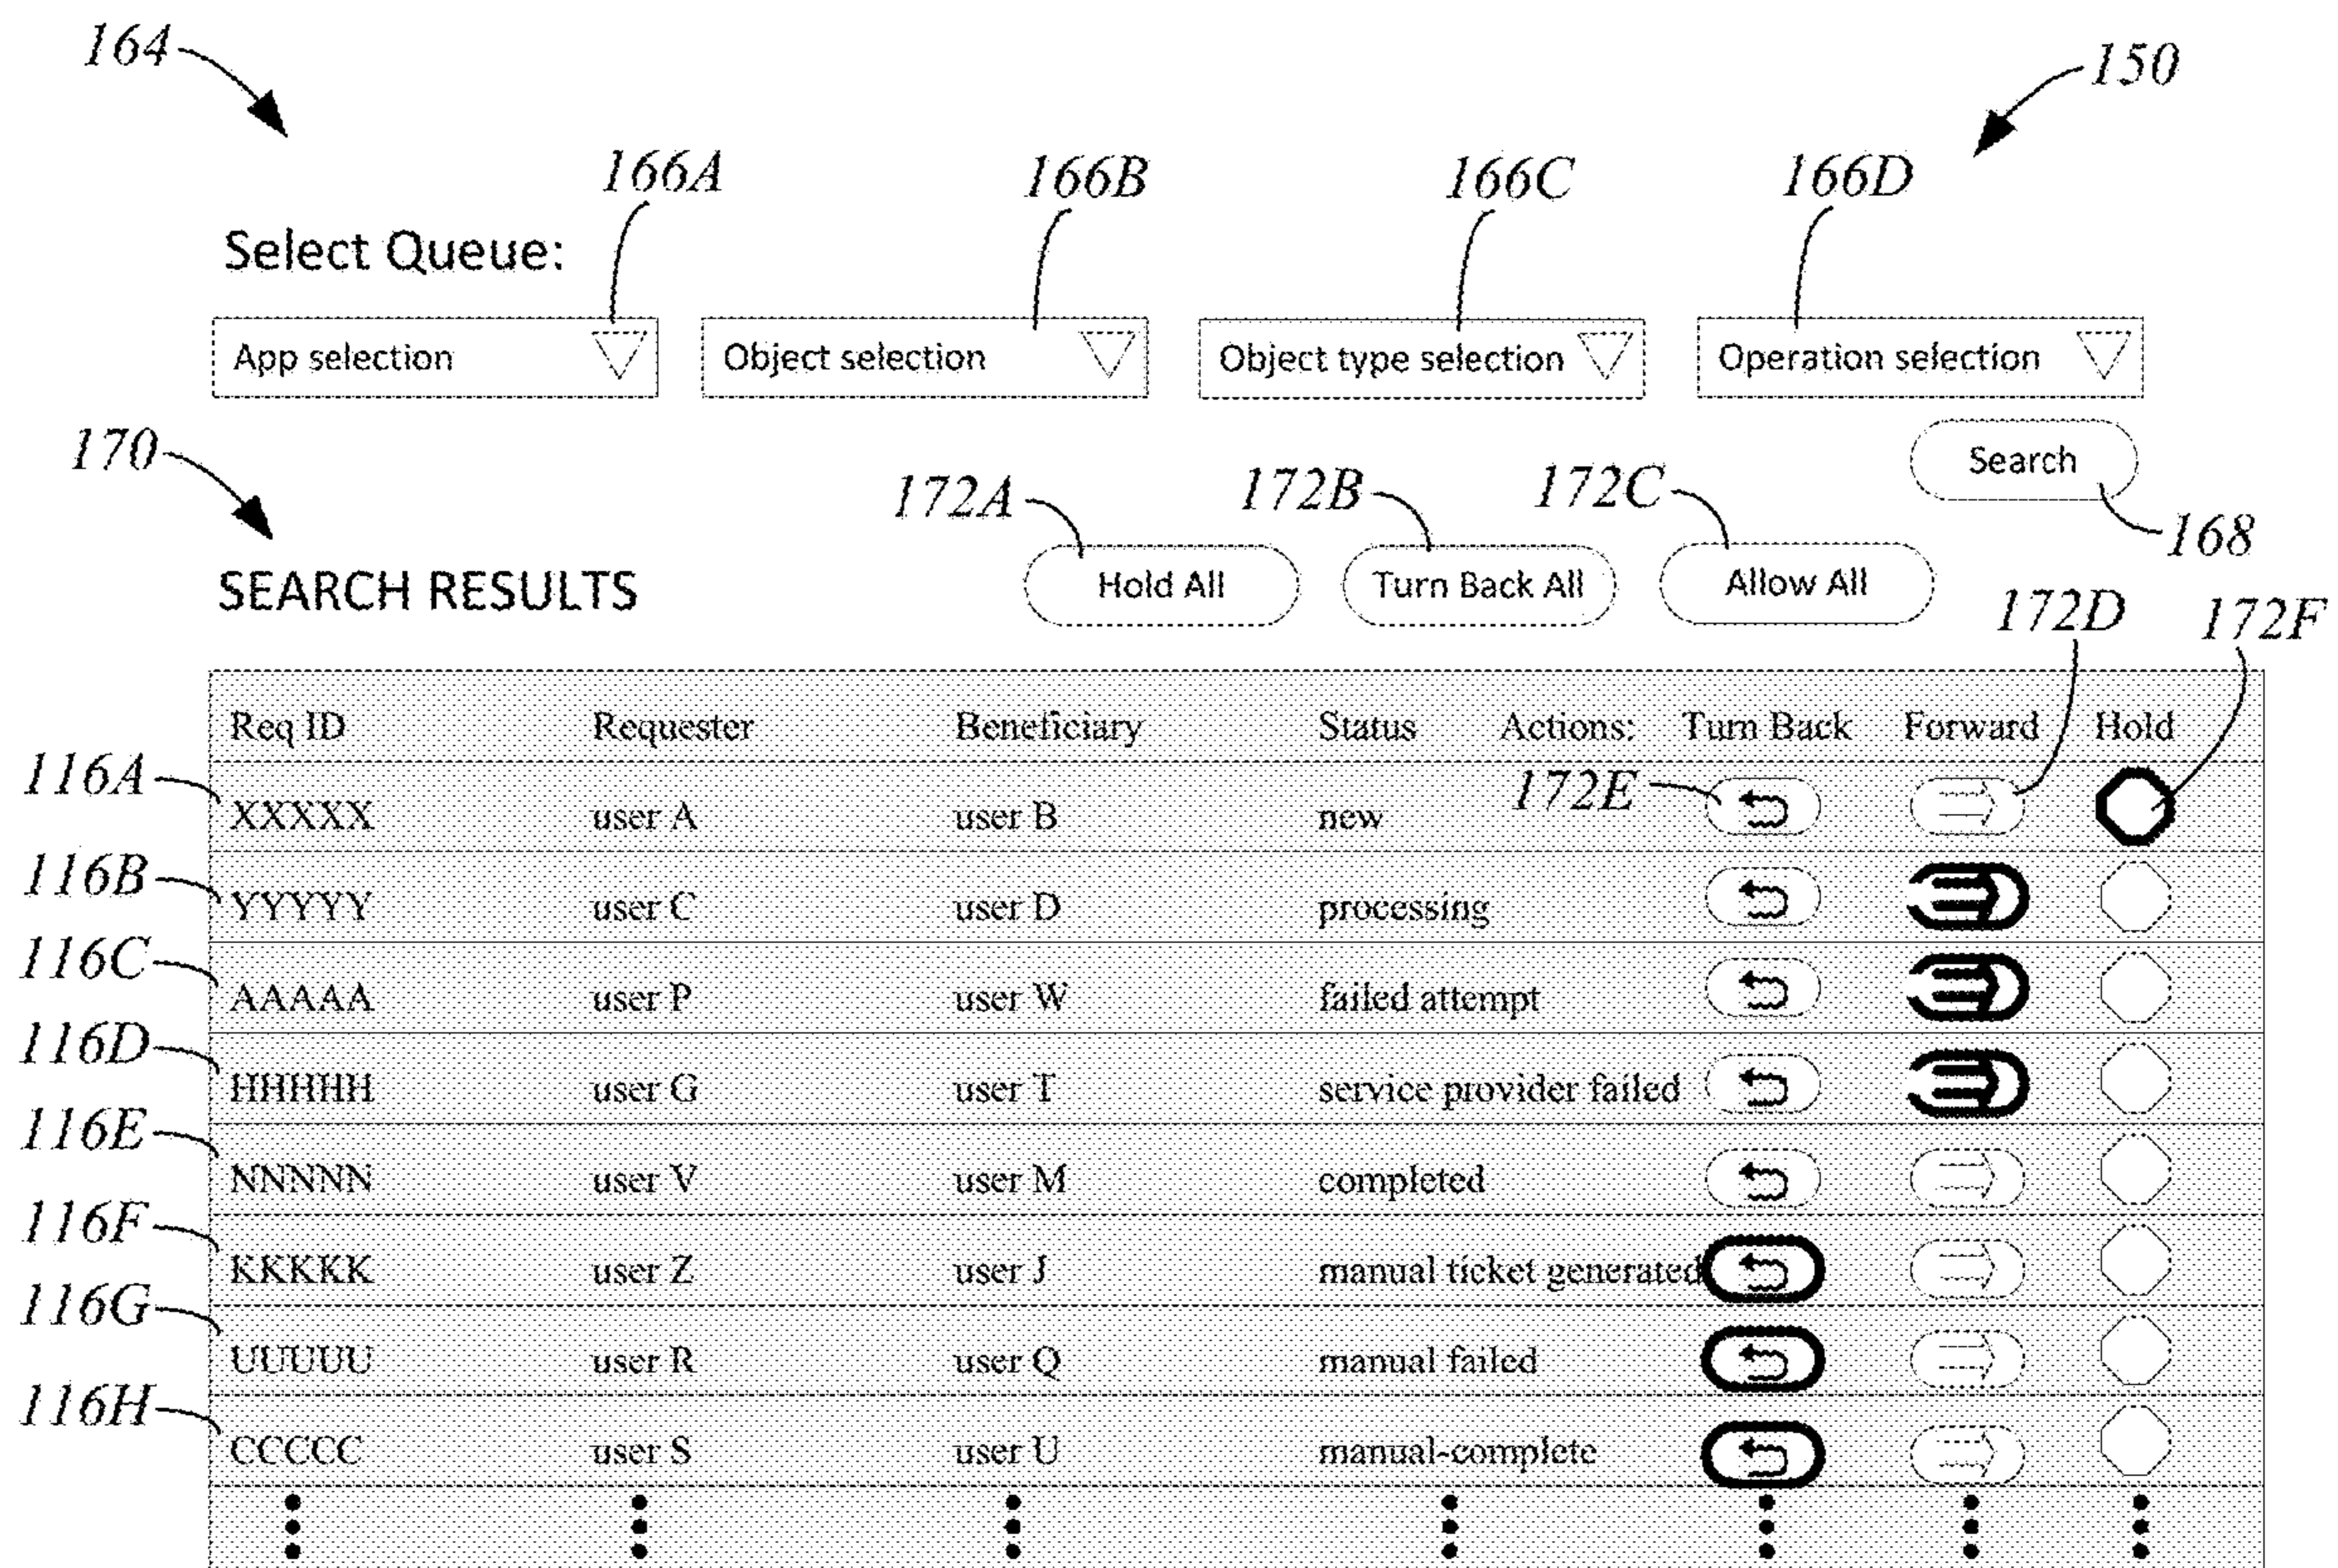 164
150
166A 166B 166C 166D
Select Queue:
App selection Object selection Object type selection Operation selection
170
Search
172A 172B 172C
168
SEARCH RESULTS Hold All Turn Back All Allow All
172D 172F
Req ID Requester Beneficiary Status Actions: Turn Back Forward Hold
116A XXXXX user A user B new 172E
116B YYYYY user C user D processing
116C AAAAA user P user W failed attempt
116D HHHHH user G user T service provider failed
116E NNNNN user V user M completed
116F KKKKK user Z user J manual ticket generated
116G UUUUU user R user Q manual failed
116H CCCCC user S user U manual-complete